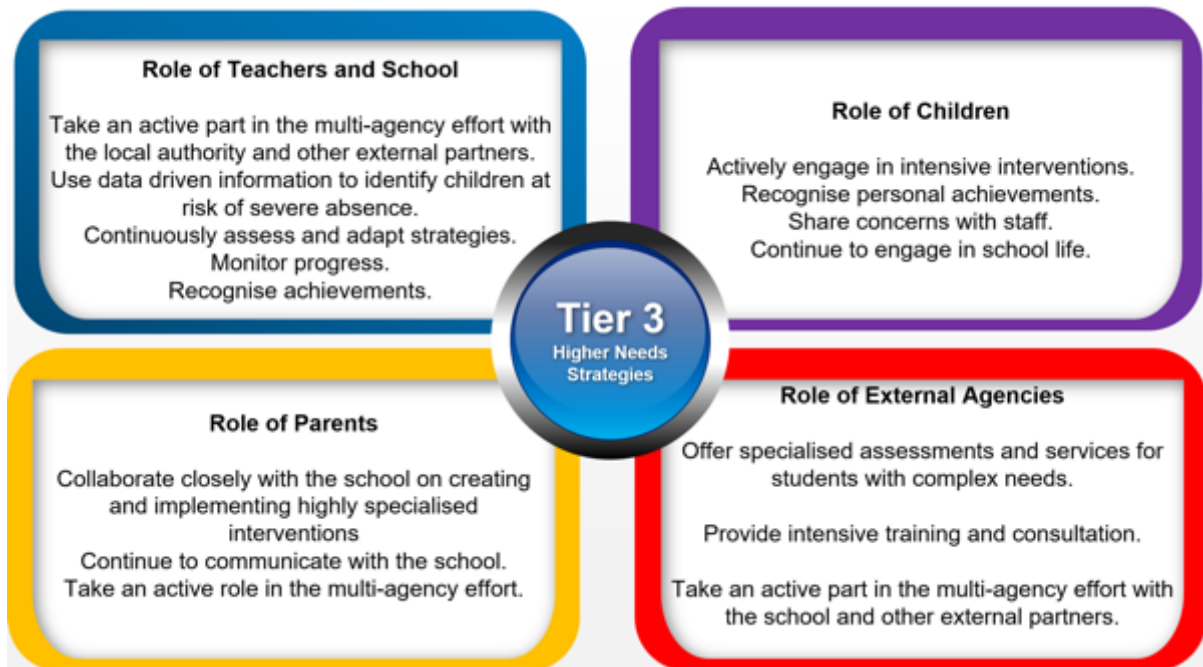 Role of Teachers and School
Take an active part in the multi-agency effort with
the local authority and other external partners.
Use data driven information to identify children at
risk of severe absence.
Continuously assess and adapt strategies.
Monitor progress.
Recognise achievements.
Role of Children
Actively engage in intensive interventions.
Recognise personal achievements.
Share concerns with staff.
Continue to engage in school life.
Tier 3
Higher Needs
Strategies
Role of Parents
Collaborate closely with the school on creating
and implementing highly specialised
interventions
Continue to communicate with the school.
Take an active role in the multi-agency effort.
Role of External Agencies
Offer specialised assessments and services for
students with complex needs.
Provide intensive training and consultation.
Take an active part in the multi-agency effort with
the school and other external partners.